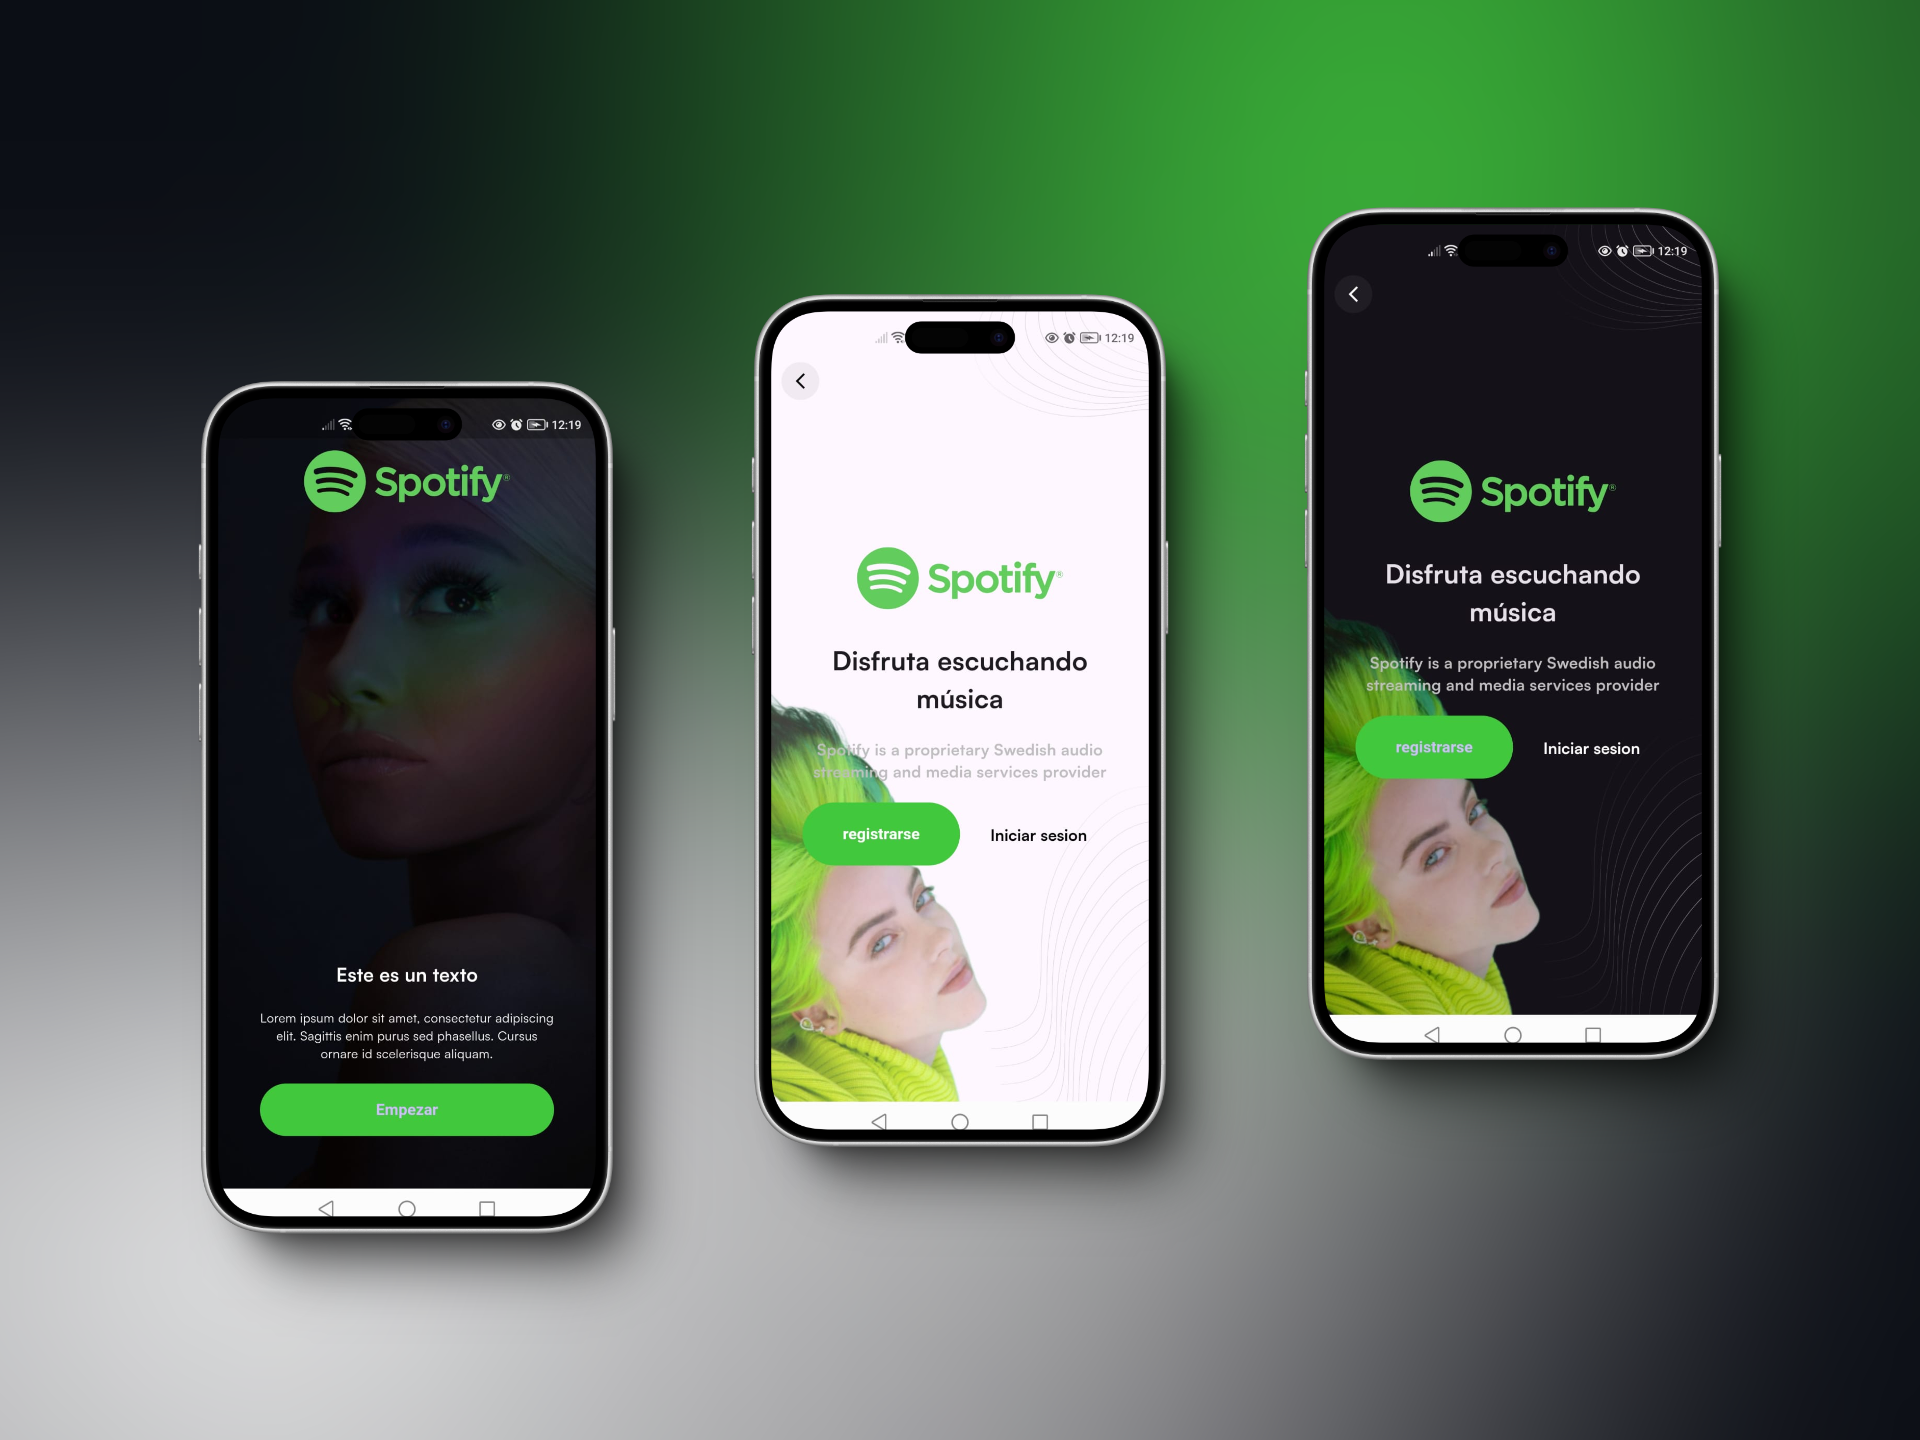 12:19
Spotify®
Este es un texto
Lorem ipsum dolor sit amet, consectetur adipiscing
elit. Sagittis enim purus sed phasellus. Cursus
ornare id scelerisque aliquam.
Empezar
12:19
Spotify®
Disfruta escuchando
música
Spotify is a proprietary Swedish audio
streaming and media services provider
registrarse
Iniciar sesion
12:19
Spotify®
Disfruta escuchando
música
Spotify is a proprietary Swedish audio
streaming and media services provider
registrarse
Iniciar sesion